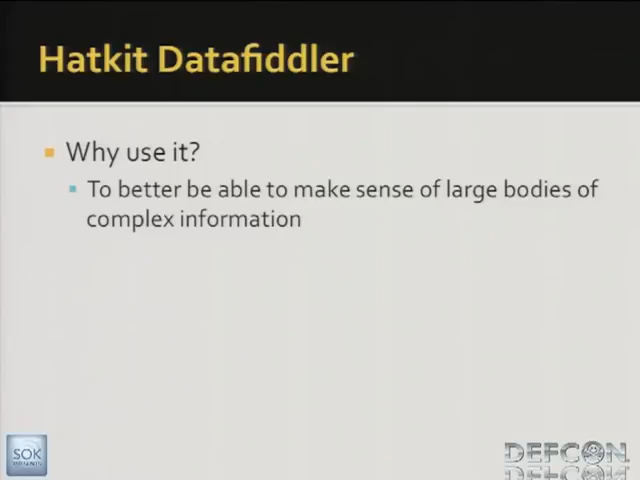 Hatkit Datafiddler
Why use it?
To better be able to make sense of large bodies of
complex information
SOK
DEFCON